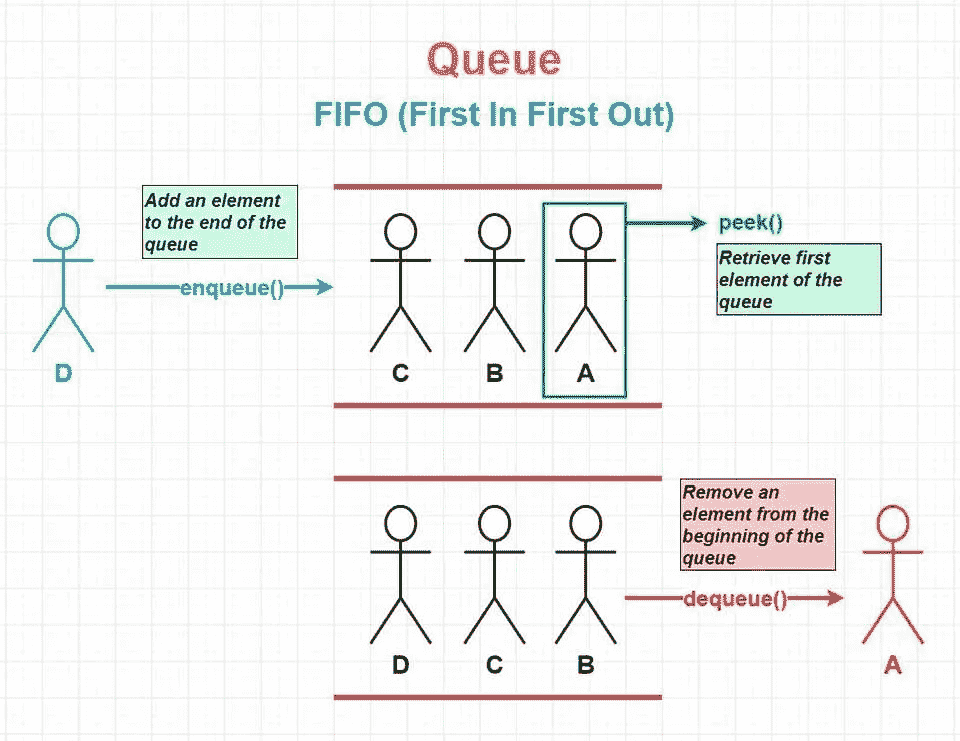 Queue
FIFO (First In First Out)
Add an element
to the end of the
queue
enqueue()
D
C
B
A
peek()
Retrieve first
element of the
queue
Remove an
element from the
beginning of the
queue
dequeue()
D
C
B
A